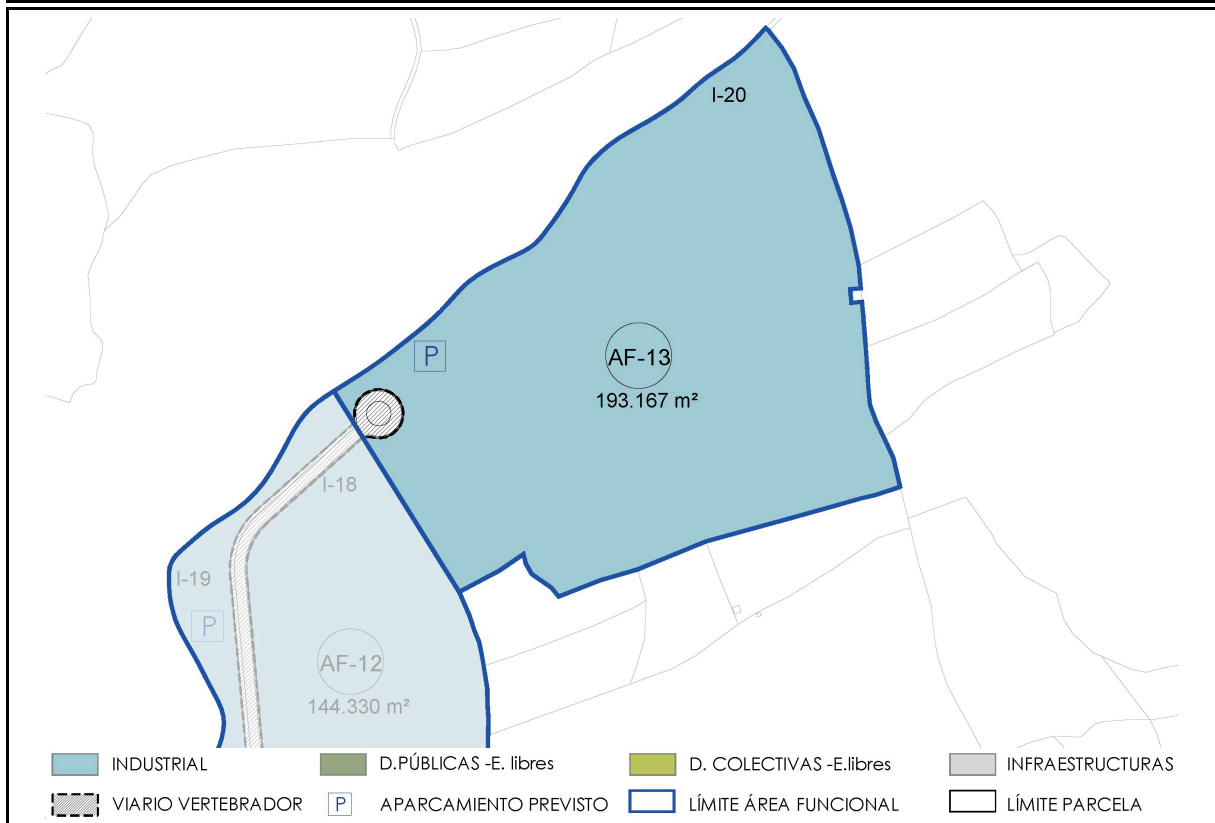 I-20
P
AF-13
193.167 m²
I-18
I-19
P
AF-12
144.330 m²
INDUSTRIAL
D.PÚBLICAS -E. libres
D. COLECTIVAS -E.libres
INFRAESTRUCTURAS
VIARIO VERTEBRADOR
P APARCAMIENTO PREVISTO
LÍMITE ÁREA FUNCIONAL
LÍMITE PARCELA